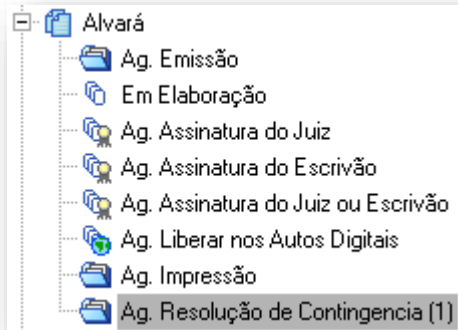 Alvará
Ag. Emissão
Em Elaboração
Ag. Assinatura do Juiz
Ag. Assinatura do Escrivão
Ag. Assinatura do Juiz ou Escrivão
Ag. Liberar nos Autos Digitais
Ag. Impressão
Ag. Resolução de Contingencia (1)